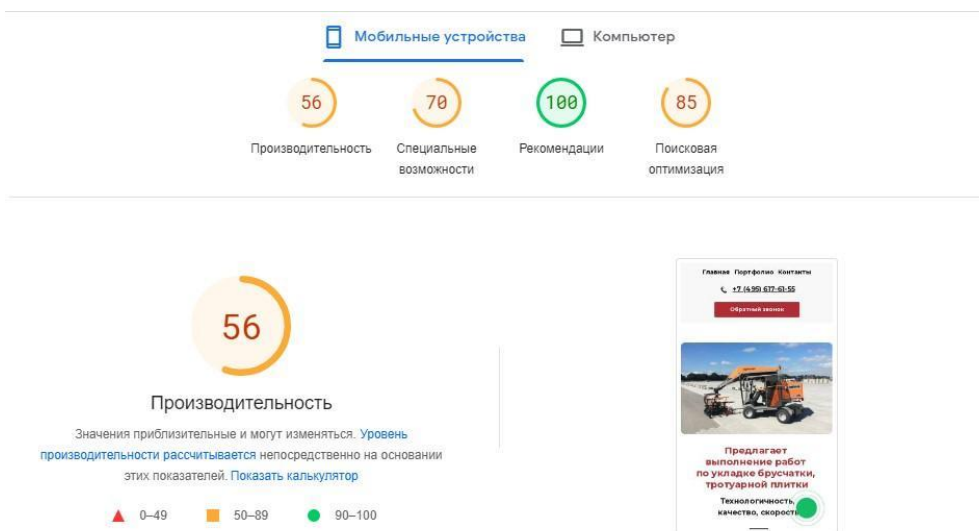 Мобильные устройства
Компьютер
56
70
100
85
Производительность
Специальные
возможности
Рекомендации
Поисковая
оптимизация
56
Производительность
Значения приблизительные и могут изменяться. Уровень
производительности рассчитывается непосредственно на основании
этих показателей. Показать калькулятор
0–49
50–89
90–100
Главная Портфолио Контакты
+7 (495) 617-61-55
Обратный звонок
Предлагает
выполнение работ
по укладке брусчатки,
тротуарной плитки
Технологичность,
качество, скорость